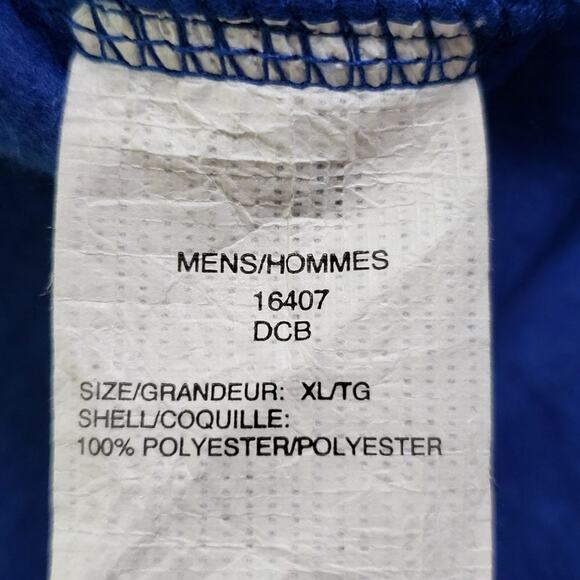 MENS/HOMMES
16407
DCB
SIZE/GRANDEUR: XL/TG
SHELL/COQUILLE:
100% POLYESTER/POLYESTER